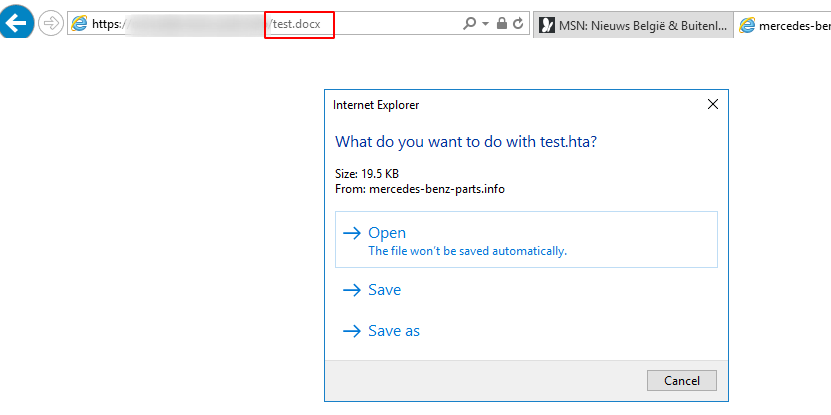 https:/ /test.docx
MSN: Nieuws België & Buitenl...
mercedes-ben
Internet Explorer
What do you want to do with test.hta?
Size: 19.5 KB
From: mercedes-benz-parts.info
Open
The file won't be saved automatically.
Save
Save as
Cancel